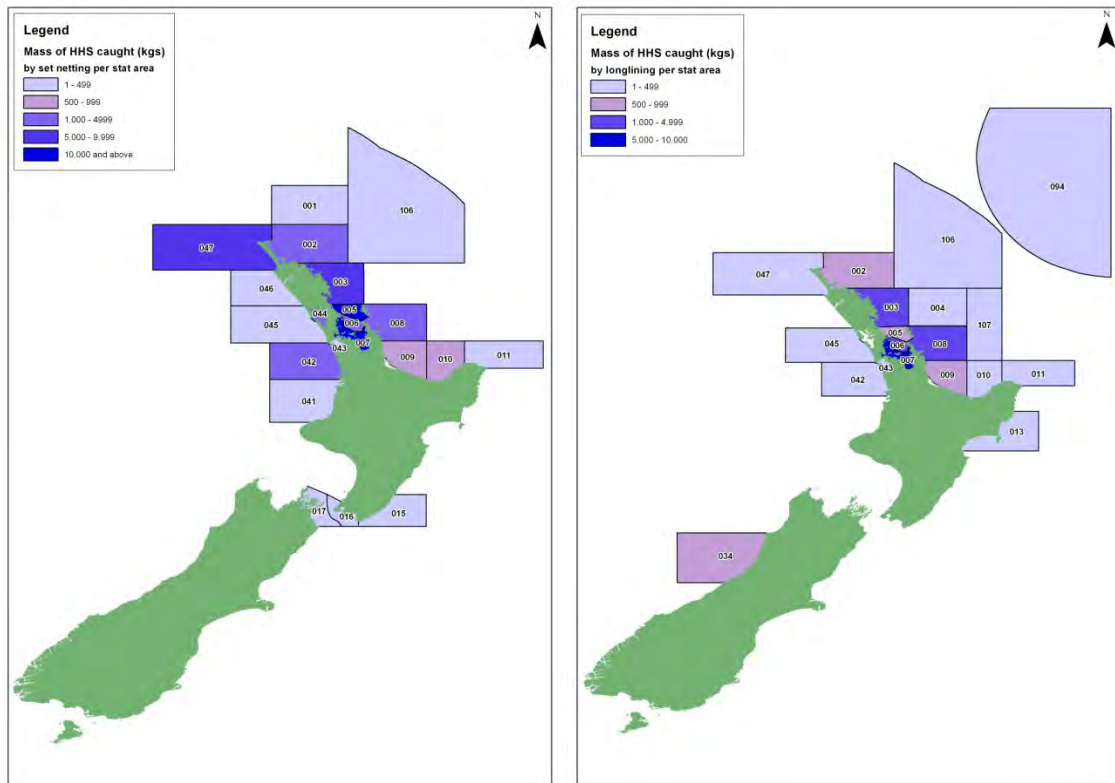 N
Legend
Mass of HHS caught (kgs)
by set netting per stat area
1 - 499
500 - 999
1,000 - 4999
5,000 - 9,999
10,000 and above
001
106
047
002
003
046
005
044
006
008
045
007
043
009
010
011
042
041
017
016
015
N
Legend
Mass of HHS caught (kgs)
by longlining per stat area
1 - 499
500 - 999
1,000 - 4,999
5,000 - 10,000
094
106
047
002
003
004
107
005
045
006
008
007
043
009
010
011
042
013
034